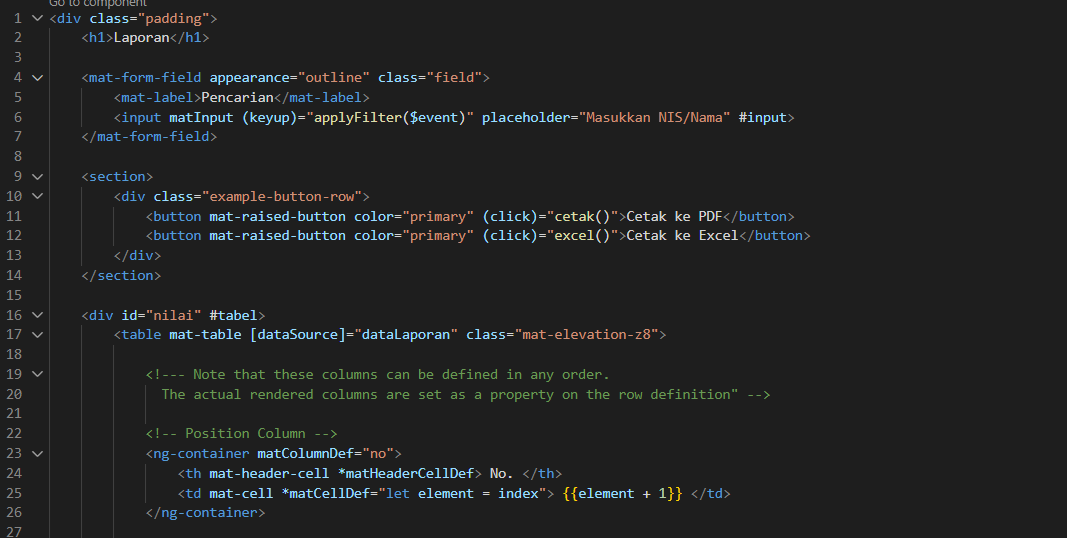 Go to component
1 <div class="padding">
2 <h1>Laporan</h1>
3
4 <mat-form-field appearance="outline" class="field">
5 <mat-label>Pencarian</mat-label>
6 <input matInput (keyup)="applyFilter($event)" placeholder="Masukkan NIS/Nama" #input>
7 </mat-form-field>
8
9 <section>
10 <div class="example-button-row">
11 <button mat-raised-button color="primary" (click)="cetak()">Cetak ke PDF</button>
12 <button mat-raised-button color="primary" (click)="excel()">Cetak ke Excel</button>
13 </div>
14 </section>
15
16 <div id="nilai" #tabel>
17 <table mat-table [dataSource]="dataLaporan" class="mat-elevation-z8">
18
19 <!--- Note that these columns can be defined in any order.
20 The actual rendered columns are set as a property on the row definition" -->
21
22 <!-- Position Column -->
23 <ng-container matColumnDef="no">
24 <th mat-header-cell *matHeaderCellDef> No. </th>
25 <td mat-cell *matCellDef="let element = index"> {{element + 1}} </td>
26 </ng-container>
27